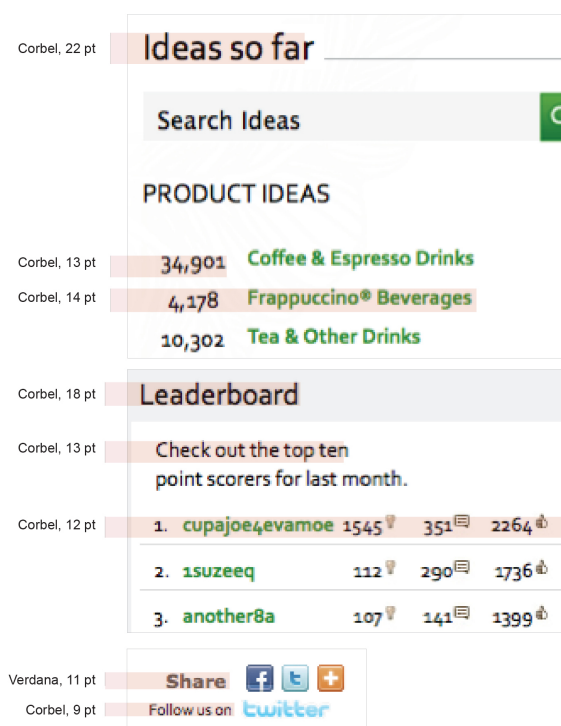 Corbel, 22 pt Ideas so far
Search Ideas
PRODUCT IDEAS
Corbel, 13 pt 34,901 Coffee & Espresso Drinks
Corbel, 14 pt 4,178 Frappuccino® Beverages
10,302 Tea & Other Drinks
Corbel, 18 pt Leaderboard
Corbel, 13 pt Check out the top ten
point scorers for last month.
Corbel, 12 pt 1. cupajoe4evamoe 1545 351 2264
2. 1suzeeq 112 290 1736
3. another8a 107 141 1399
Verdana, 11 pt Share f t +
Corbel, 9 pt Follow us on twitter